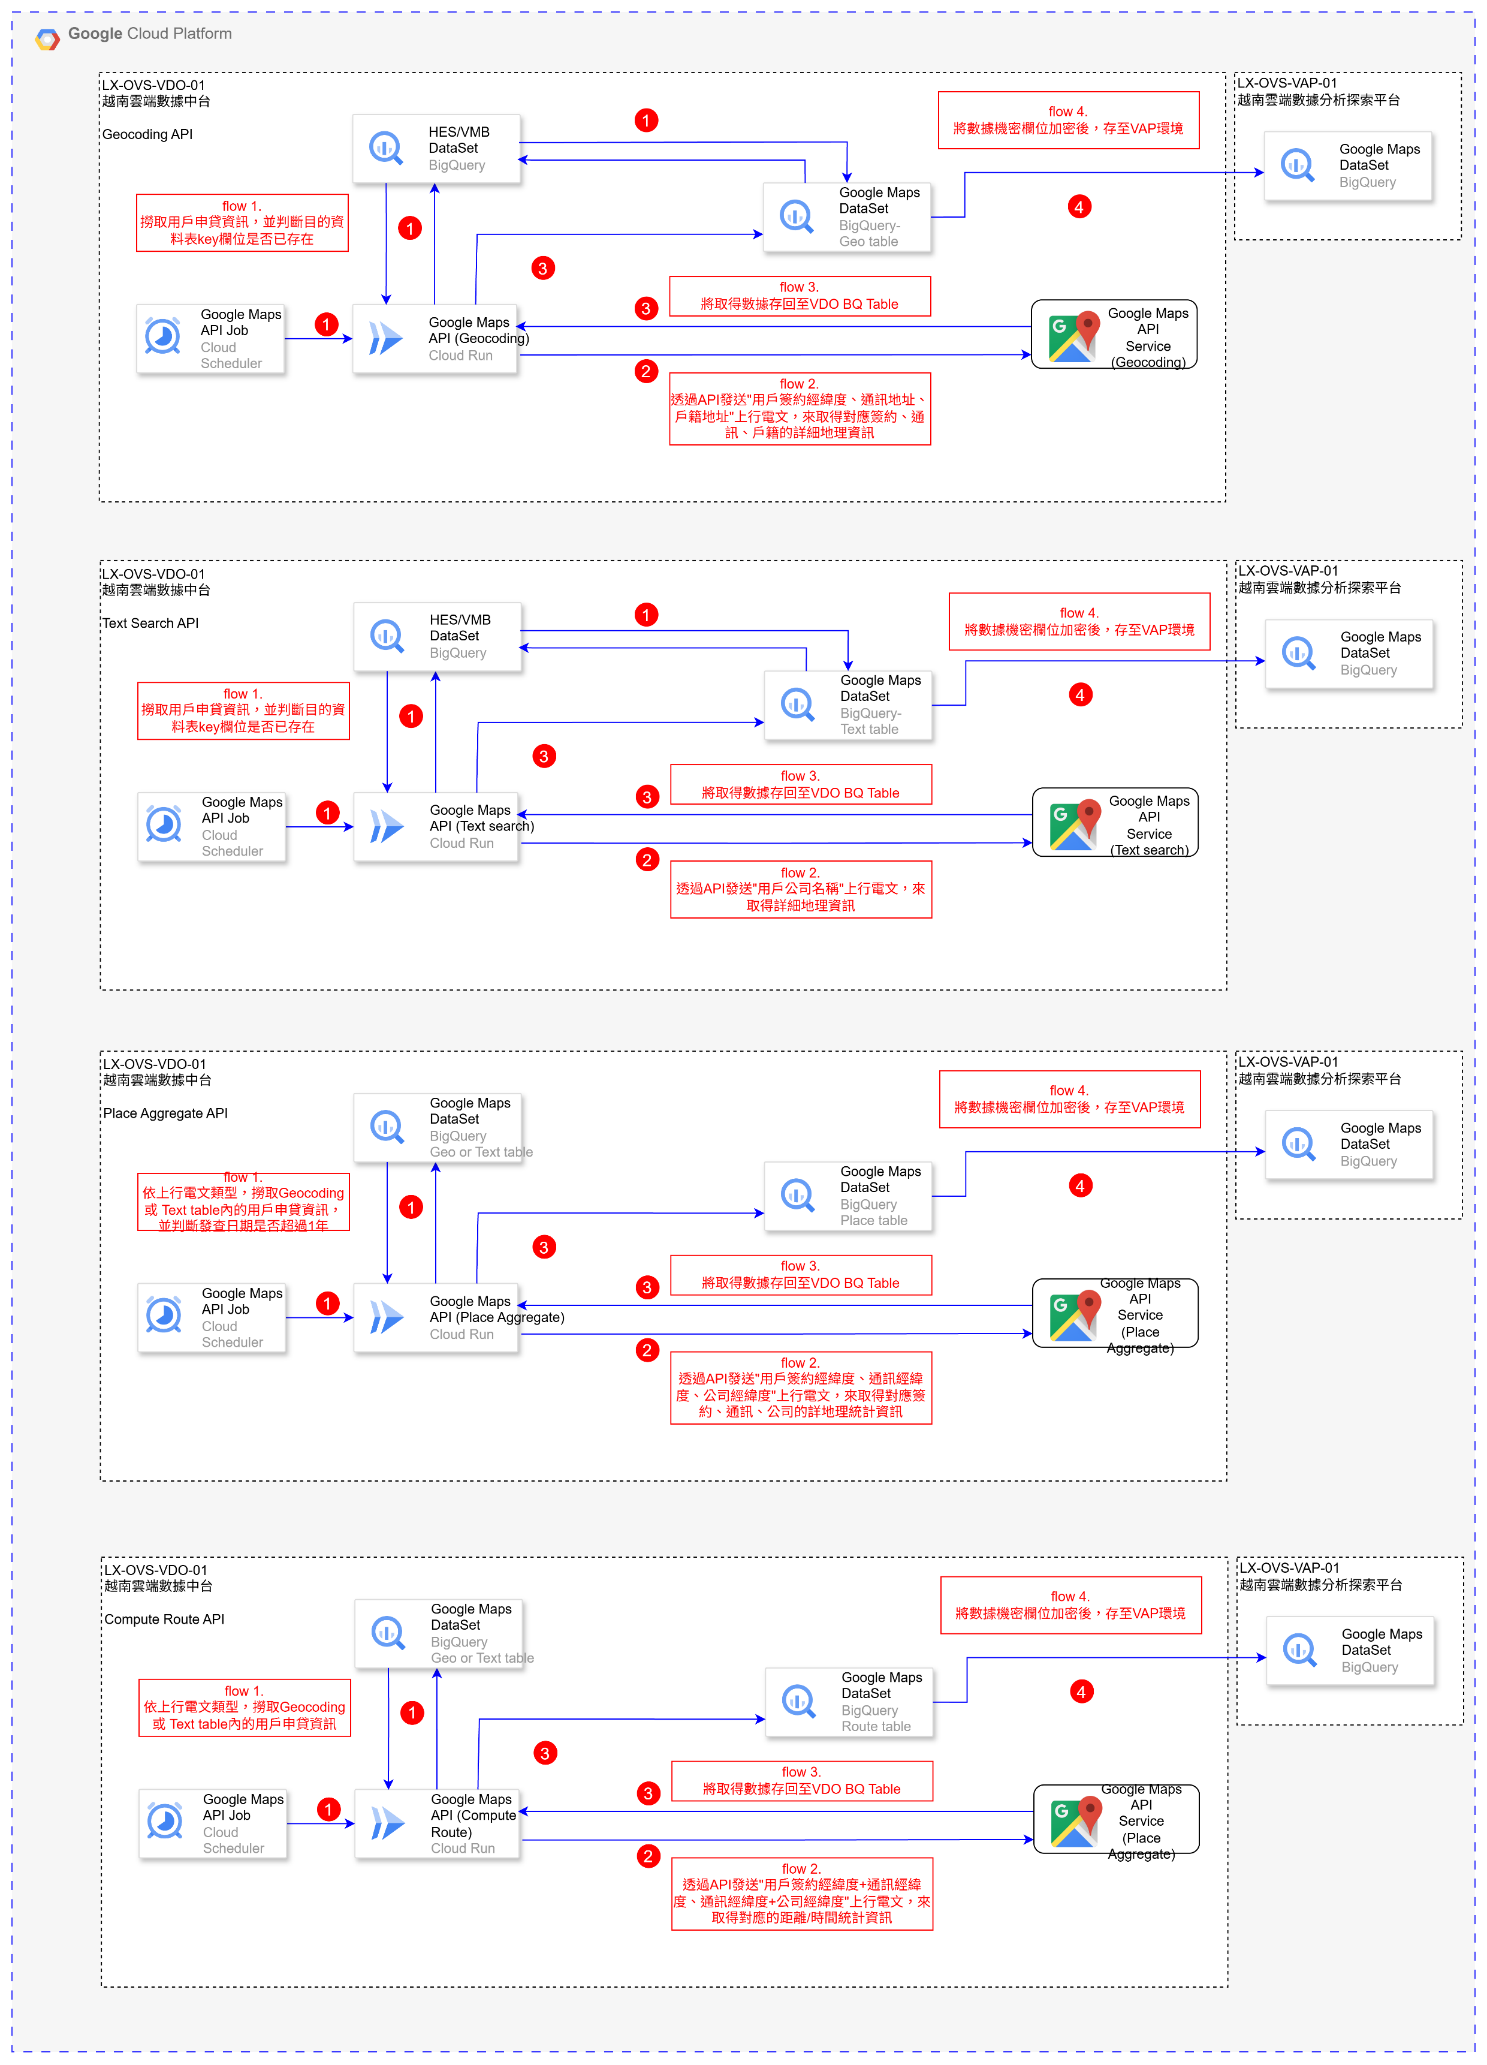 Google Cloud Platform
LX-OVS-VDO-01
越南雲端數據中台
Geocoding API
HES/VMB
DataSet
BigQuery
1
flow 4.
將數據機密欄位加密後，存至VAP環境
LX-OVS-VAP-01
越南雲端數據分析探索平台
Google Maps
DataSet
BigQuery
flow 1.
撈取用戶申貸資訊，並判斷目的資
料表key欄位是否已存在
1
Google Maps
DataSet
BigQuery-
Geo table
4
3
flow 3.
將取得數據存回至VDO BQ Table
3
Google Maps
API Job
Cloud
Scheduler
1
Google Maps
API (Geocoding)
Cloud Run
Google Maps
API
Service
(Geocoding)
2
flow 2.
透過API發送"用戶簽約經緯度、通訊地址、
戶籍地址"上行電文，來取得對應簽約、通
訊、戶籍的詳細地理資訊
LX-OVS-VDO-01
越南雲端數據中台
Text Search API
HES/VMB
DataSet
BigQuery
1
flow 4.
將數據機密欄位加密後，存至VAP環境
LX-OVS-VAP-01
越南雲端數據分析探索平台
Google Maps
DataSet
BigQuery
flow 1.
撈取用戶申貸資訊，並判斷目的資
料表key欄位是否已存在
1
Google Maps
DataSet
BigQuery-
Text table
4
3
flow 3.
將取得數據存回至VDO BQ Table
3
Google Maps
API Job
Cloud
Scheduler
1
Google Maps
API (Text search)
Cloud Run
Google Maps
API
Service
(Text search)
2
flow 2.
透過API發送"用戶公司名稱"上行電文，來
取得詳細地理資訊
LX-OVS-VDO-01
越南雲端數據中台
Place Aggregate API
Google Maps
DataSet
BigQuery
Geo or Text table
flow 4.
將數據機密欄位加密後，存至VAP環境
LX-OVS-VAP-01
越南雲端數據分析探索平台
Google Maps
DataSet
BigQuery
flow 1.
依上行電文類型，撈取Geocoding
或 Text table內的用戶申貸資訊，
並判斷發查日期是否超過1年
1
Google Maps
DataSet
BigQuery
Place table
4
3
flow 3.
將取得數據存回至VDO BQ Table
3
Google Maps
API Job
Cloud
Scheduler
1
Google Maps
API (Place Aggregate)
Cloud Run
Google Maps
API
Service
(Place
Aggregate)
2
flow 2.
透過API發送"用戶簽約經緯度、通訊經緯
度、公司經緯度"上行電文，來取得對應簽
約、通訊、公司的詳地理統計資訊
LX-OVS-VDO-01
越南雲端數據中台
Compute Route API
Google Maps
DataSet
BigQuery
Geo or Text table
flow 4.
將數據機密欄位加密後，存至VAP環境
LX-OVS-VAP-01
越南雲端數據分析探索平台
Google Maps
DataSet
BigQuery
flow 1.
依上行電文類型，撈取Geocoding
或 Text table內的用戶申貸資訊
1
Google Maps
DataSet
BigQuery
Route table
4
3
flow 3.
將取得數據存回至VDO BQ Table
3
Google Maps
API Job
Cloud
Scheduler
1
Google Maps
API (Compute
Route)
Cloud Run
Google Maps
API
Service
(Place
Aggregate)
2
flow 2.
透過API發送"用戶簽約經緯度+通訊經緯
度、通訊經緯度+公司經緯度"上行電文，來
取得對應的距離/時間統計資訊